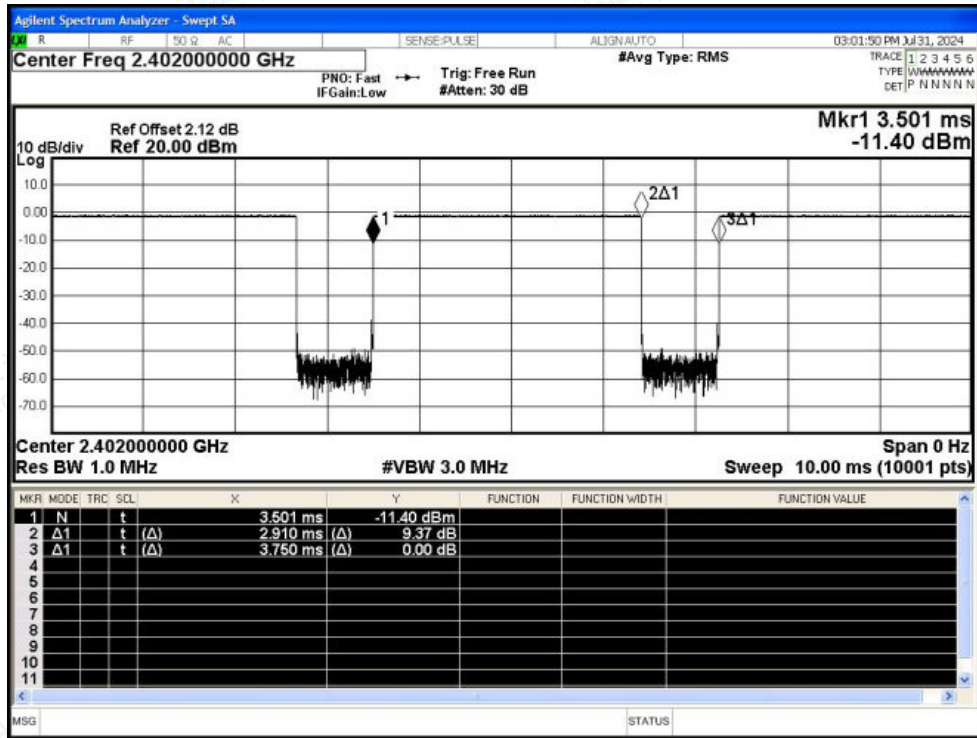 Agilent Spectrum Analyzer - Swept SA
LXI R RF 50 Ω AC SENSE:PULSE ALIGNAUTO 03:01:50 PM Jul 31, 2024
Center Freq 2.402000000 GHz
#Avg Type: RMS
TRACE 1 2 3 4 5 6
PNO: Fast Trig: Free Run
TYPE WWWWWW
IFGain:Low #Atten: 30 dB
DET P N N N N N
Mkr1 3.501 ms
-11.40 dBm
Ref Offset 2.12 dB
10 dB/div Ref 20.00 dBm
Log
10.0
2Δ1
0.00
1
3Δ1
-10.0
-20.0
-30.0
-40.0
-50.0
-60.0
-70.0
Center 2.402000000 GHz Span 0 Hz
Res BW 1.0 MHz #VBW 3.0 MHz Sweep 10.00 ms (10001 pts)
MKR MODE TRC SCL X Y FUNCTION FUNCTION WIDTH FUNCTION VALUE
1 N t 3.501 ms -11.40 dBm
2 Δ1 t (Δ) 2.910 ms (Δ) 9.37 dB
3 Δ1 t (Δ) 3.750 ms (Δ) 0.00 dB
4
5
6
7
8
9
10
11
MSG STATUS